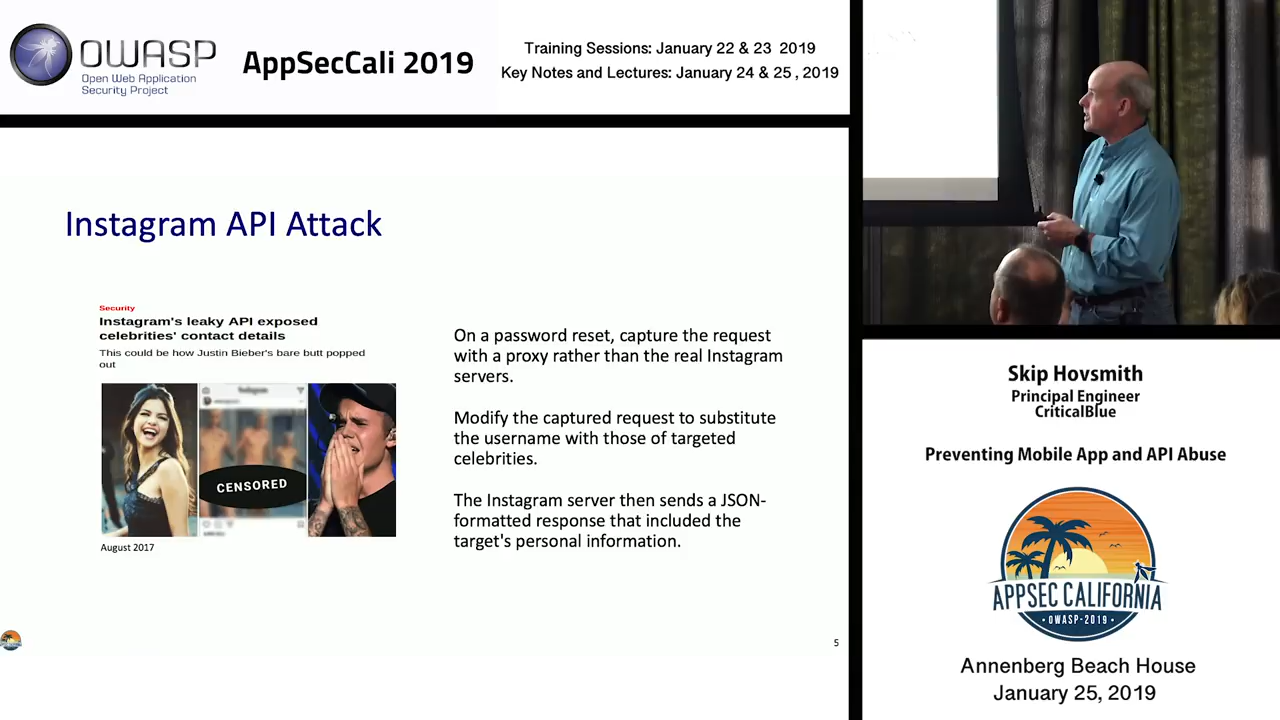 OWASP
Open Web Application
Security Project
AppSecCali 2019
Training Sessions: January 22 & 23 2019
Key Notes and Lectures: January 24 & 25 , 2019
Instagram API Attack
Security
Instagram's leaky API exposed
celebrities' contact details
This could be how Justin Bieber's bare butt popped
out
CENSORED
August 2017
On a password reset, capture the request
with a proxy rather than the real Instagram
servers.
Modify the captured request to substitute
the username with those of targeted
celebrities.
The Instagram server then sends a JSON-
formatted response that included the
target's personal information.
5
Skip Hovsmith
Principal Engineer
CriticalBlue
Preventing Mobile App and API Abuse
APPSEC CALIFORNIA
OWASP-2019
Annenberg Beach House
January 25, 2019